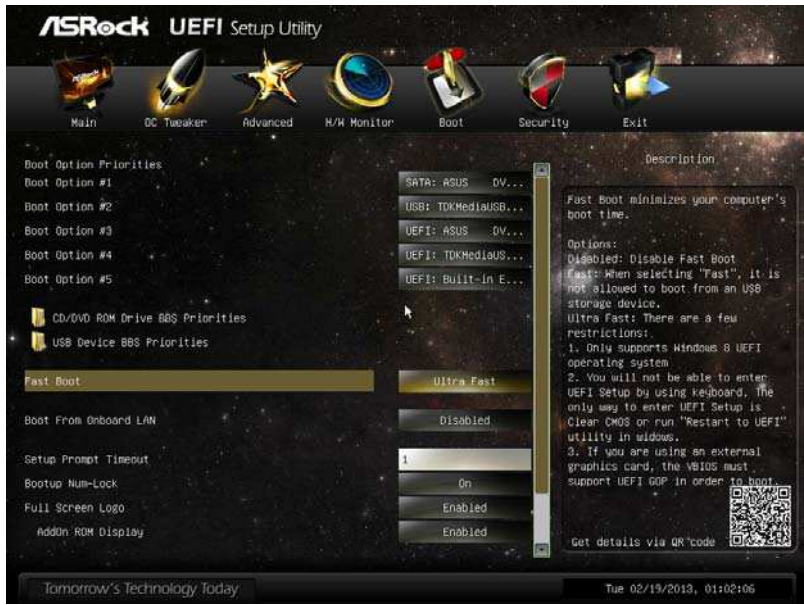 ASRock UEFI Setup Utility
Main OC Tweaker Advanced H/W Monitor Boot Security Exit
Boot Option Priorities
Boot Option #1 SATA: ASUS DV...
Boot Option #2 USB: TDKMediaUSB...
Boot Option #3 UEFI: ASUS DV...
Boot Option #4 UEFI: TDKMediaUS...
Boot Option #5 UEFI: Built-in E...
CD/DVD ROM Drive BBS Priorities
USB Device BBS Priorities
Fast Boot Ultra Fast
Boot From Onboard LAN Disabled
Setup Prompt Timeout 1
Bootup Num-Lock On
Full Screen Logo Enabled
AddOn ROM Display Enabled
Description
Fast Boot minimizes your computer's
boot time.
Options:
Disabled: Disable Fast Boot
Fast: When selecting "Fast", it is
not allowed to boot from an USB
storage device.
Ultra Fast: There are a few
restrictions:
1. Only supports Windows 8 UEFI
operating system
2. You will not be able to enter
UEFI Setup by using keyboard. The
only way to enter UEFI Setup is
Clear CMOS or run "Restart to UEFI"
utility in widows.
3. If you are using an external
graphics card, the VBIOS must
support UEFI GOP in order to boot.
Get details via QR code
Tomorrow's Technology Today
Tue 02/19/2013, 01:02:06